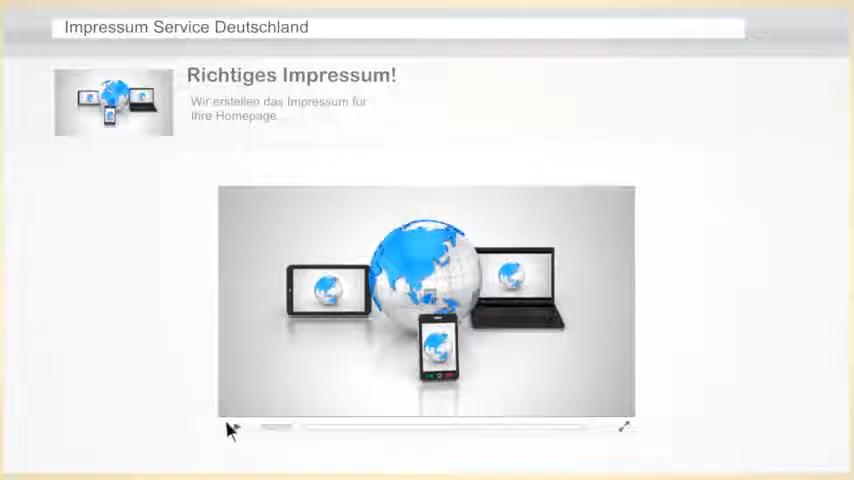 Impressum Service Deutschland
Richtiges Impressum!
Wir erstellen das Impressum für
Ihre Homepage...